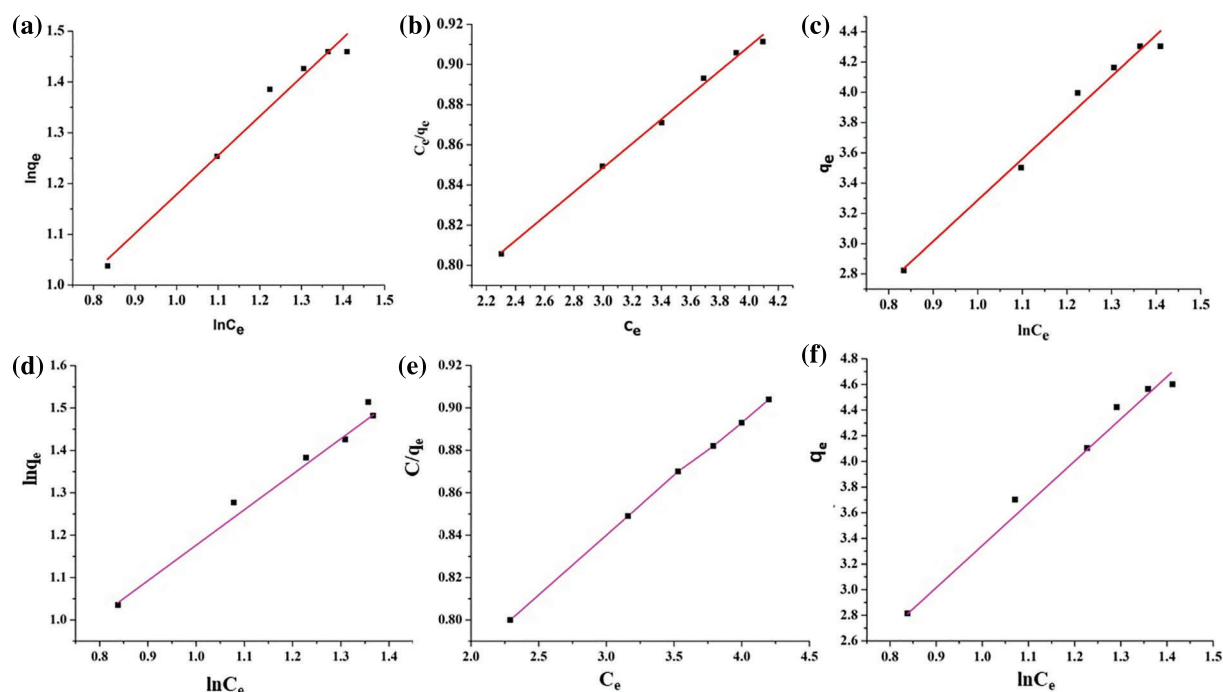 (a)
1.5
1.4
1.3
1.2
1.1
1.0
lnqe
0.8 0.9 1.0 1.1 1.2 1.3 1.4 1.5
lnCe
(b)
0.92
0.90
0.88
0.86
0.84
0.82
0.80
Ce/qe
2.2 2.4 2.6 2.8 3.0 3.2 3.4 3.6 3.8 4.0 4.2
Ce
(c)
4.4
4.2
4.0
3.8
3.6
3.4
3.2
3.0
2.8
qe
0.8 0.9 1.0 1.1 1.2 1.3 1.4 1.5
lnCe
(d)
1.6
1.5
1.4
1.3
1.2
1.1
1.0
lnqe
0.8 0.9 1.0 1.1 1.2 1.3 1.4
lnCe
(e)
0.92
0.90
0.88
0.86
0.84
0.82
0.80
C/qe
2.0 2.5 3.0 3.5 4.0 4.5
Ce
(f)
4.8
4.6
4.4
4.2
4.0
3.8
3.6
3.4
3.2
3.0
2.8
2.6
qe
0.8 0.9 1.0 1.1 1.2 1.3 1.4 1.5
lnCe